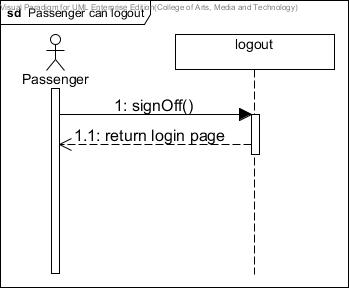 Visual Paradigm for UML Enterprise Edition(College of Arts, Media and Technology)
sd Passenger can logout
logout
Passenger
1: signOff()
1.1: return login page